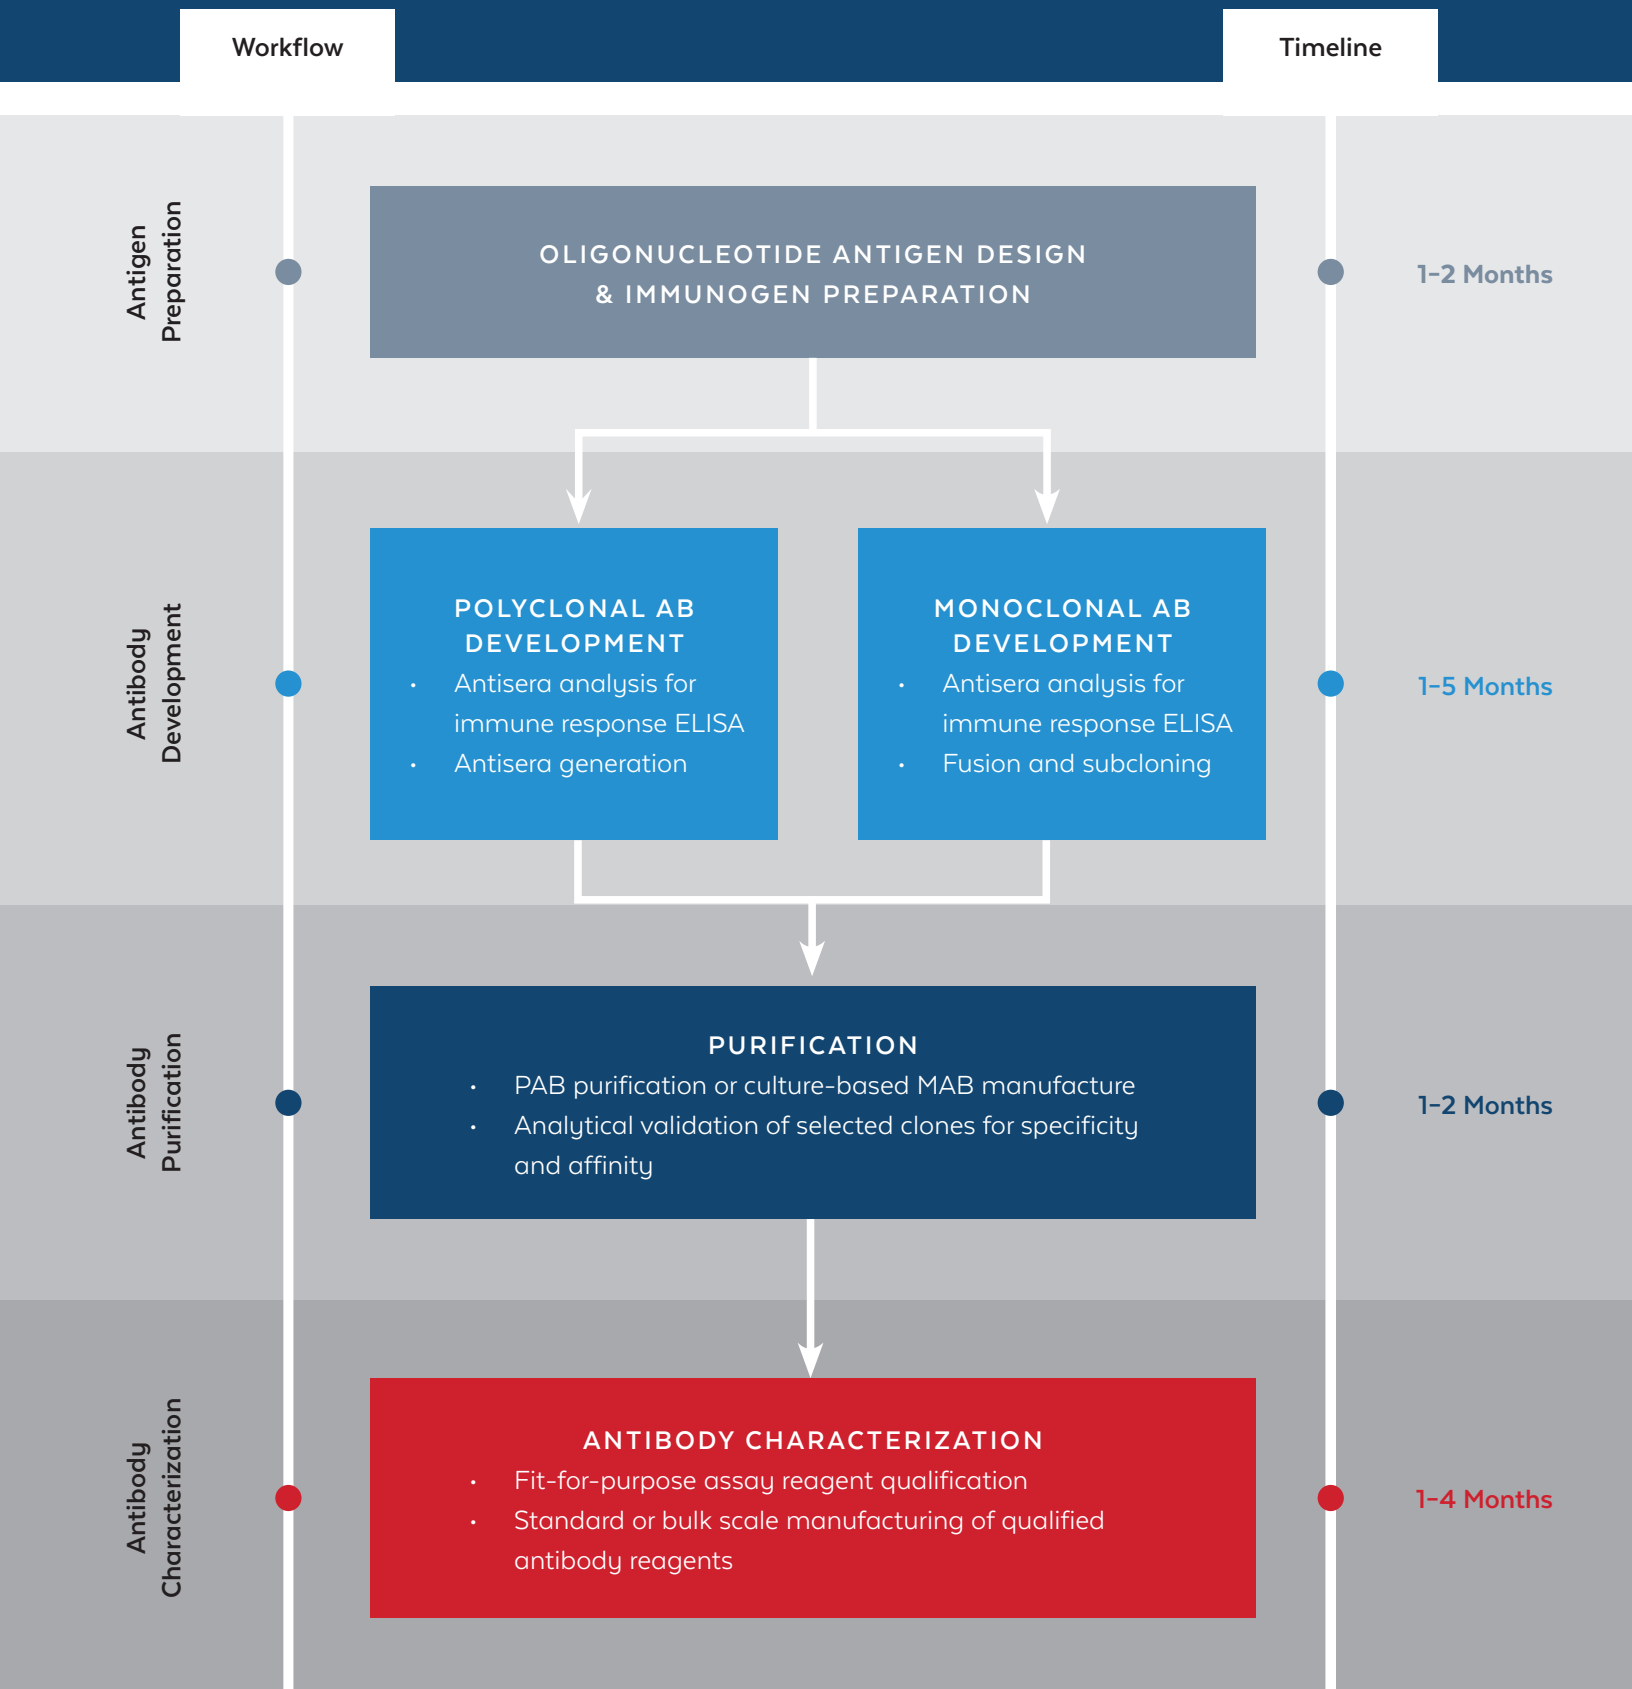 Workflow
Timeline
Antigen
Preparation
OLIGONUCLEOTIDE ANTIGEN DESIGN
& IMMUNOGEN PREPARATION
1–2 Months
Antibody
Development
POLYCLONAL AB
DEVELOPMENT
• Antisera analysis for
immune response ELISA
• Antisera generation
MONOCLONAL AB
DEVELOPMENT
• Antisera analysis for
immune response ELISA
• Fusion and subcloning
1–5 Months
Antibody
Purification
PURIFICATION
• PAB purification or culture-based MAB manufacture
• Analytical validation of selected clones for specificity
and affinity
1–2 Months
Antibody
Characterization
ANTIBODY CHARACTERIZATION
• Fit-for-purpose assay reagent qualification
• Standard or bulk scale manufacturing of qualified
antibody reagents
1–4 Months